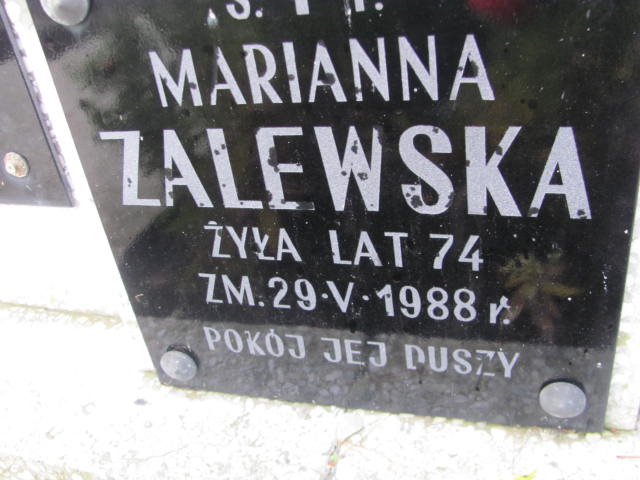 Ś. P.
MARIANNA
ZALEWSKA
ŻYŁA LAT 74
ZM. 29·V·1988 r.
POKÓJ JEJ DUSZY